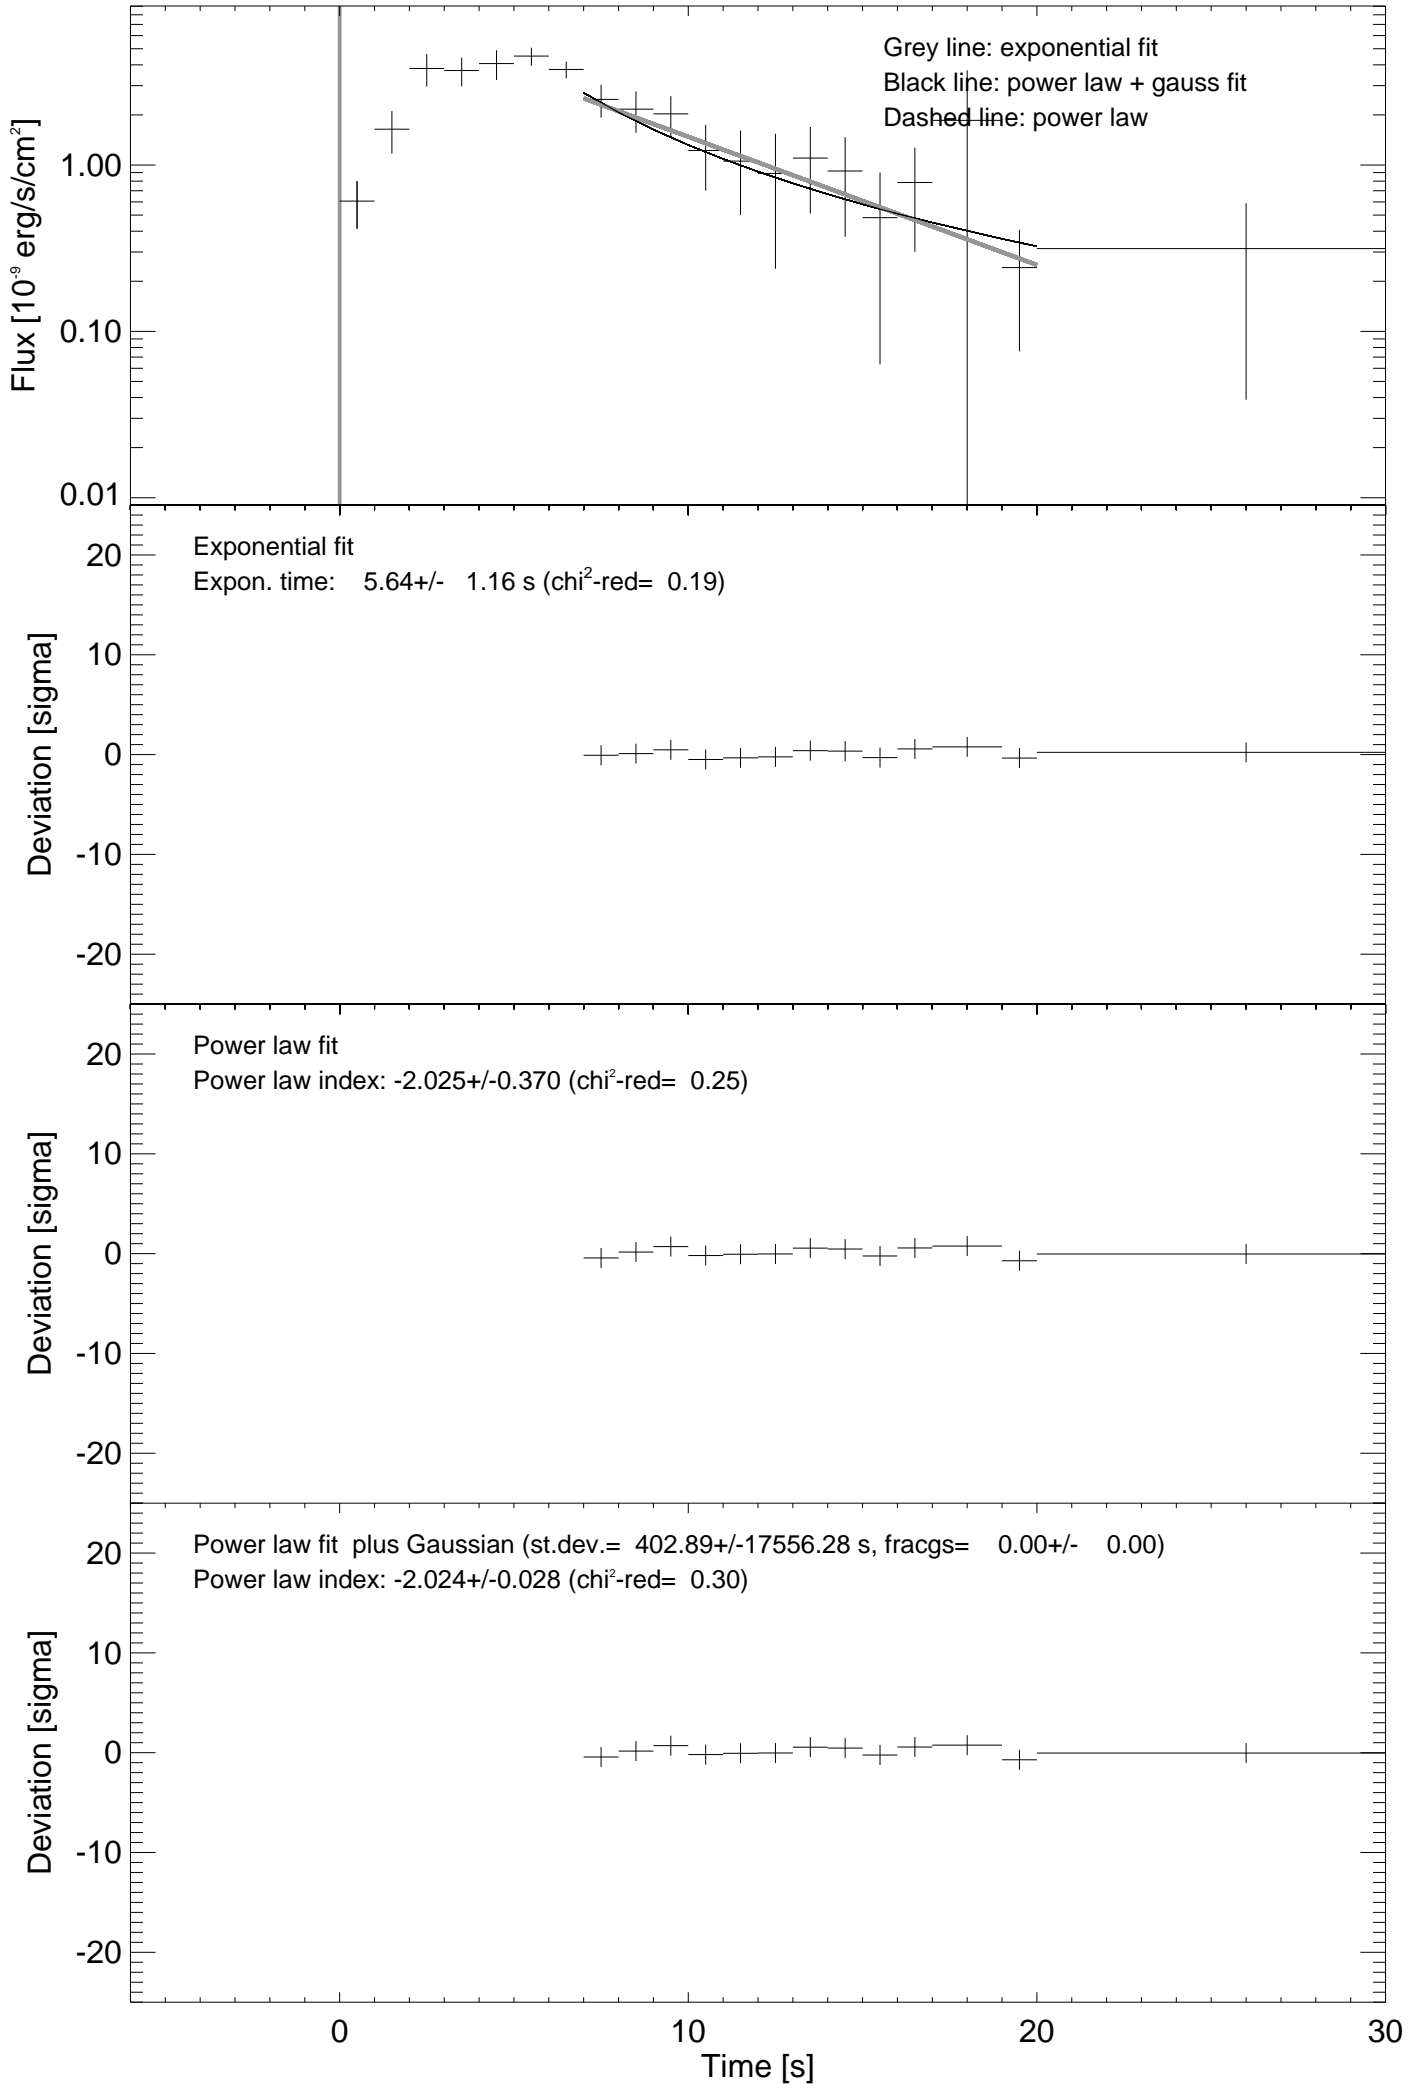 Grey line: exponential fit
Black line: power law + gauss fit
Dashed line: power law
Flux [10⁻⁹ erg/s/cm²]
1.00
0.10
0.01
Exponential fit
Expon. time: 5.64+/- 1.16 s (chi²-red= 0.19)
Deviation [sigma]
20
10
0
-10
-20
Power law fit
Power law index: -2.025+/-0.370 (chi²-red= 0.25)
Deviation [sigma]
20
10
0
-10
-20
Power law fit plus Gaussian (st.dev.= 402.89+/-17556.28 s, fracgs= 0.00+/- 0.00)
Power law index: -2.024+/-0.028 (chi²-red= 0.30)
Deviation [sigma]
20
10
0
-10
-20
0 10 20 30
Time [s]